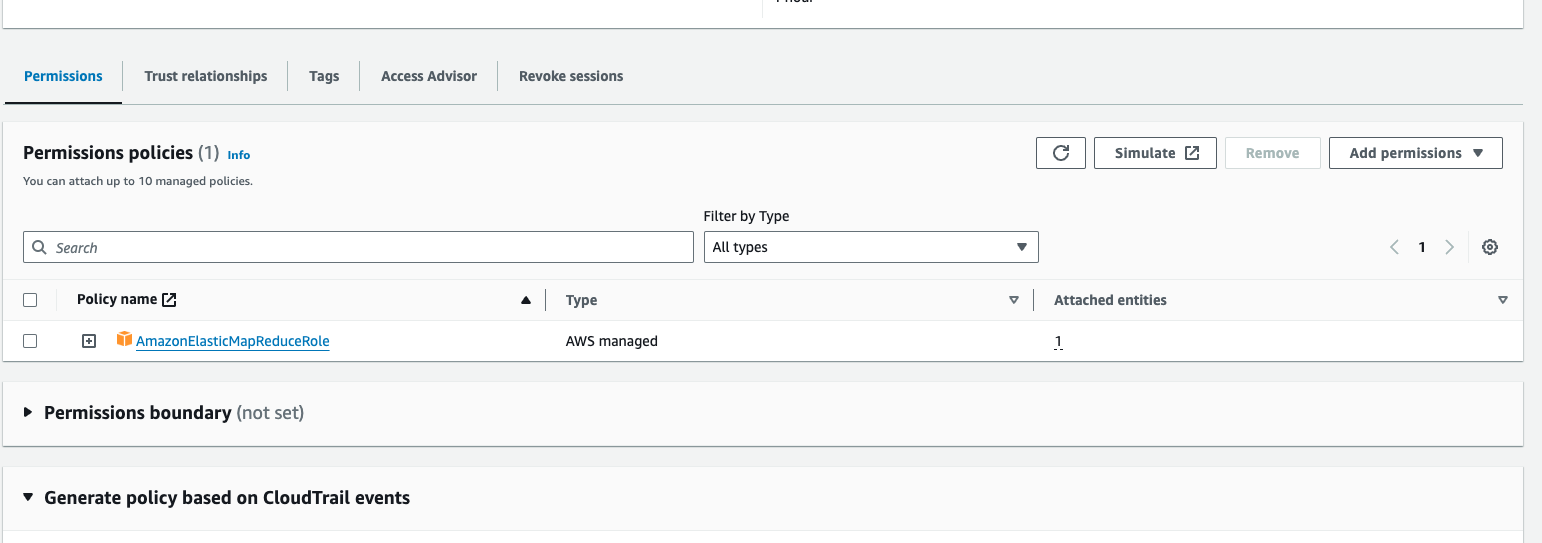 Permissions
Trust relationships
Tags
Access Advisor
Revoke sessions
Permissions policies (1) Info
Simulate
Remove
Add permissions
You can attach up to 10 managed policies.
Filter by Type
Search
All types
1
Policy name
Type
Attached entities
AmazonElasticMapReduceRole
AWS managed
1
Permissions boundary (not set)
Generate policy based on CloudTrail events